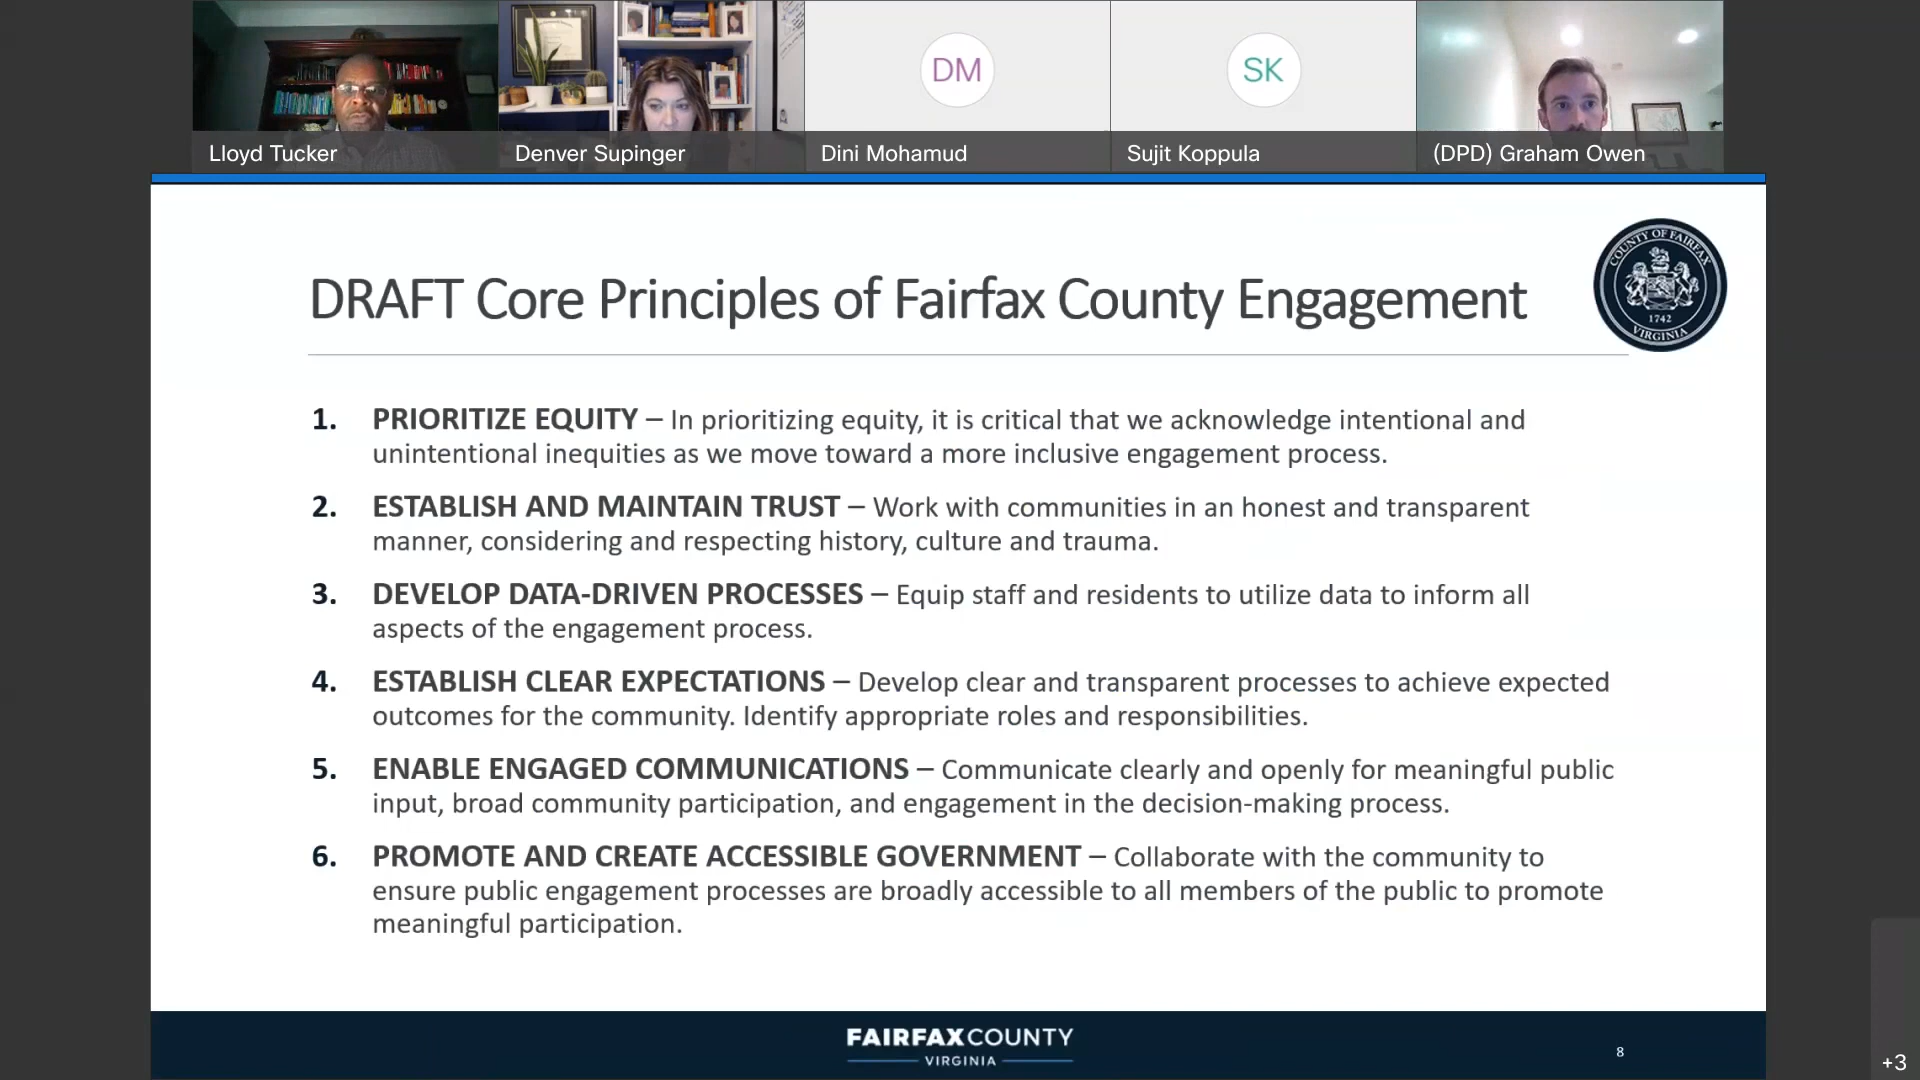 DM
SK
Lloyd Tucker
Denver Supinger
Dini Mohamud
Sujit Koppula
(DPD) Graham Owen
COUNTY OF FAIRFAX
1742
VIRGINIA
DRAFT Core Principles of Fairfax County Engagement
1. PRIORITIZE EQUITY – In prioritizing equity, it is critical that we acknowledge intentional and
unintentional inequities as we move toward a more inclusive engagement process.
2. ESTABLISH AND MAINTAIN TRUST – Work with communities in an honest and transparent
manner, considering and respecting history, culture and trauma.
3. DEVELOP DATA-DRIVEN PROCESSES – Equip staff and residents to utilize data to inform all
aspects of the engagement process.
4. ESTABLISH CLEAR EXPECTATIONS – Develop clear and transparent processes to achieve expected
outcomes for the community. Identify appropriate roles and responsibilities.
5. ENABLE ENGAGED COMMUNICATIONS – Communicate clearly and openly for meaningful public
input, broad community participation, and engagement in the decision-making process.
6. PROMOTE AND CREATE ACCESSIBLE GOVERNMENT – Collaborate with the community to
ensure public engagement processes are broadly accessible to all members of the public to promote
meaningful participation.
FAIRFAX COUNTY
VIRGINIA
8
+3